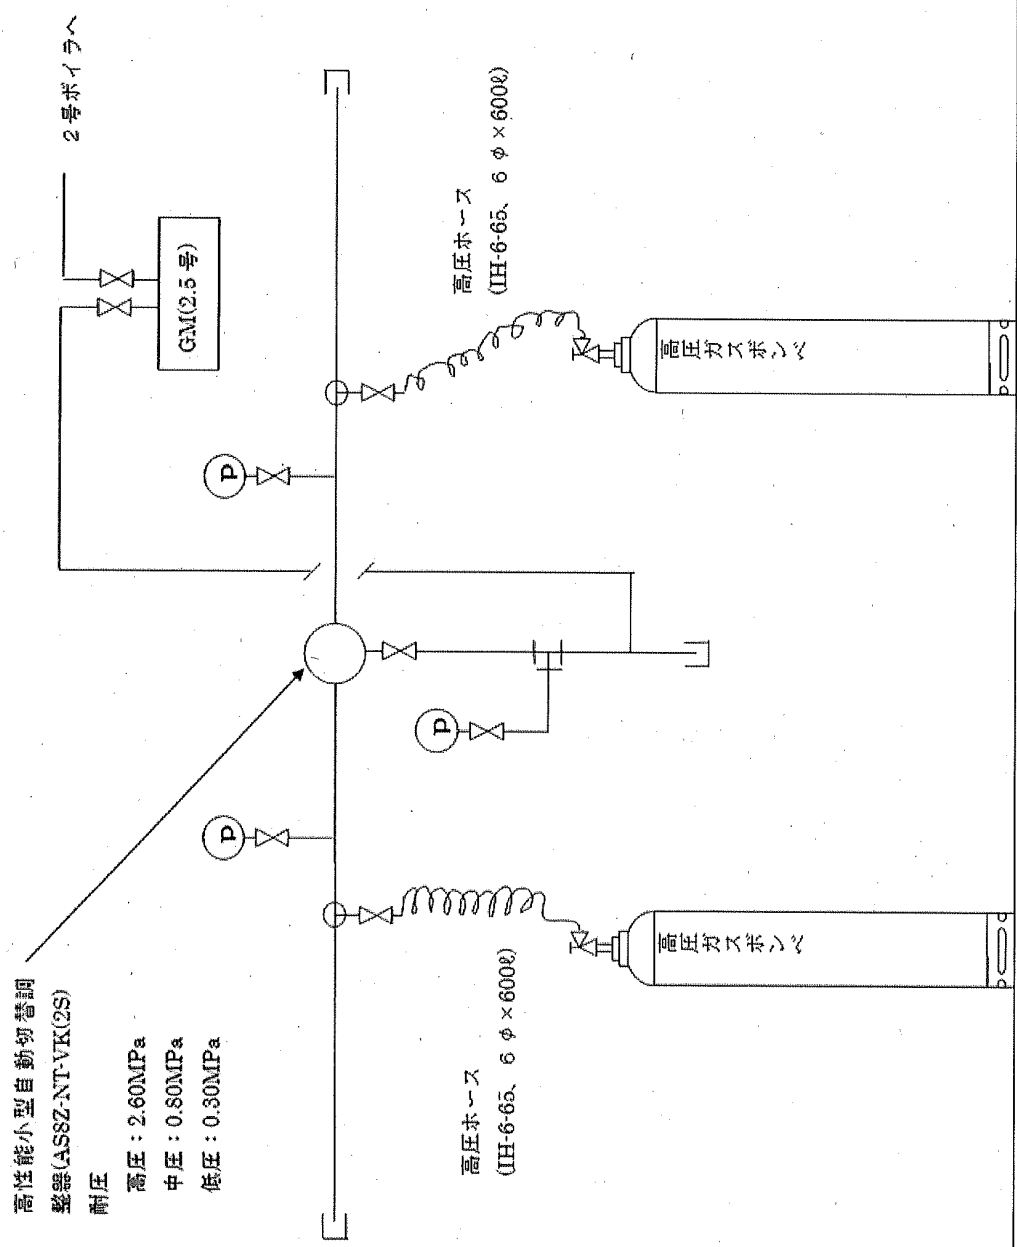 2号ボイラへ
GM(2.5 号)
高圧ホース
(IH-6-65、6 φ×600ℓ)
高圧ガスボンベ
P
P
P
高性能小型自動切替調
整器(AS8Z-NT-VK(2S)
耐圧
高圧：2.60MPa
中圧：0.80MPa
低圧：0.30MPa
高圧ホース
(IH-6-65、6 φ×600ℓ)
高圧ガスボンベ